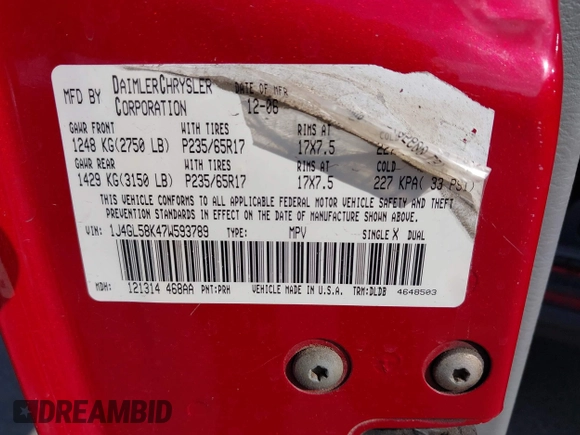 MFD BY DAIMLERCHRYSLER CORPORATION DATE OF MFR 12-06
GAWR FRONT WITH TIRES RIMS AT COLD
1248 KG(2750 LB) P235/65R17 17X7.5 227
GAWR REAR WITH TIRES RIMS AT COLD
1429 KG(3150 LB) P235/65R17 17X7.5 227 KPA( 33 PSI)
THIS VEHICLE CONFORMS TO ALL APPLICABLE FEDERAL MOTOR VEHICLE SAFETY AND THEFT
PREVENTION STANDARDS IN EFFECT ON THE DATE OF MANUFACTURE SHOWN ABOVE.
VIN: 1J4GL58K47W593789 TYPE: MPV SINGLE X DUAL
MDH: 121314 468AA PNT:PRH VEHICLE MADE IN U.S.A. TRM:DLDB 4648503
DREAMBID